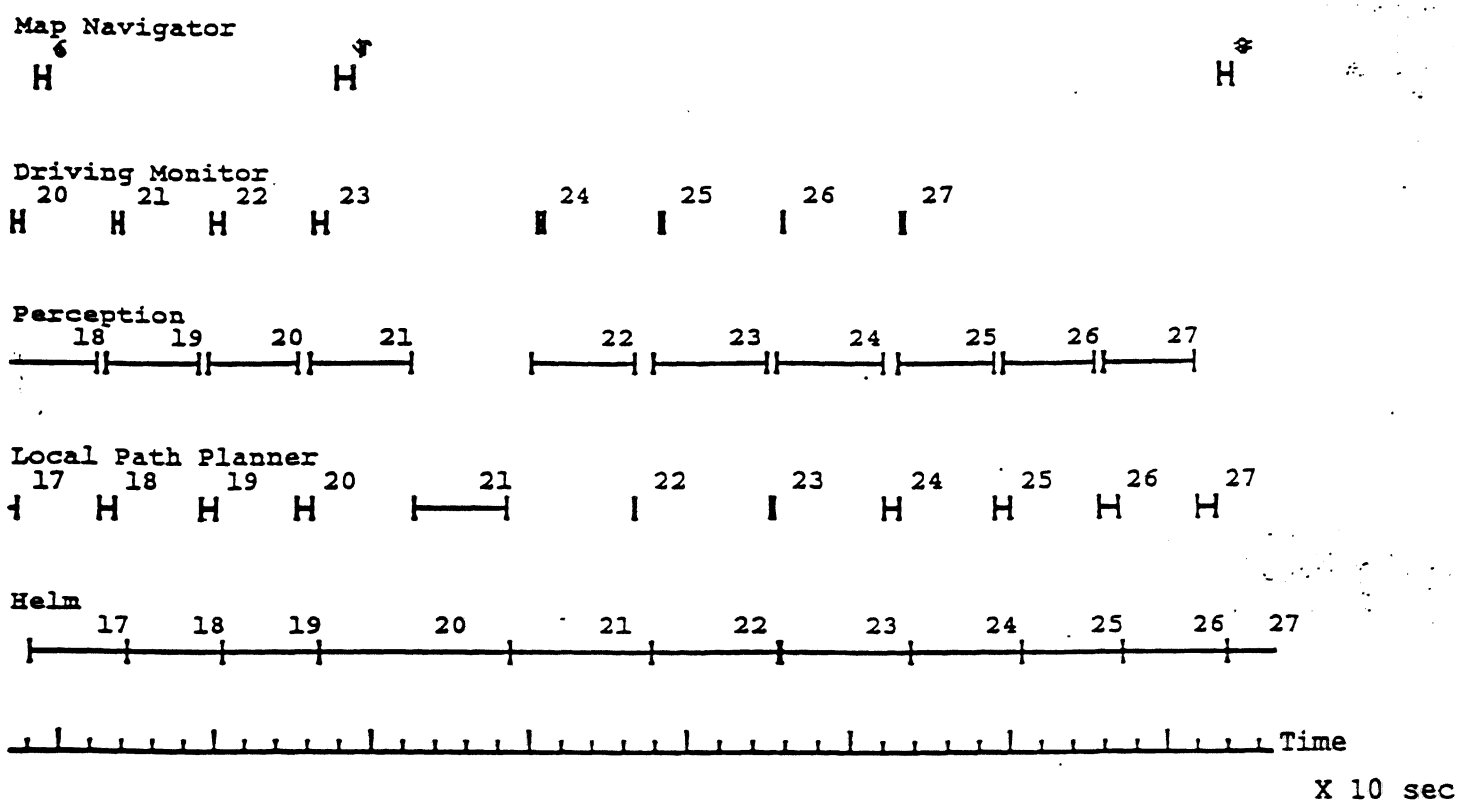 Map Navigator
6
Driving Monitor
20 21 22 23 24 25 26 27
Perception
18 19 20 21 22 23 24 25 26 27
Local Path Planner
17 18 19 20 21 22 23 24 25 26 27
Helm
17 18 19 20 21 22 23 24 25 26 27
Time
X 10 sec